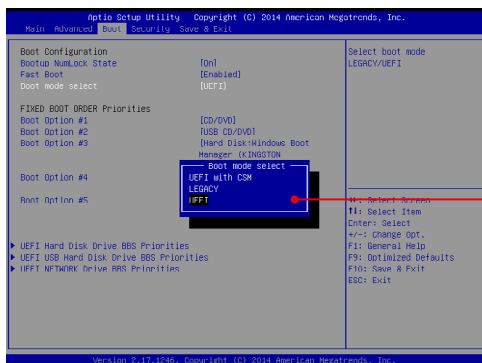 Aptio Setup Utility Copyright (C) 2014 American Megatrends, Inc.
Main Advanced Boot Security Save & Exit
Boot Configuration
Bootup NumLock State [On]
Fast Boot [Enabled]
Boot mode select [UEFI]
FIXED BOOT ORDER Priorities
Boot Option #1 [CD/DVD]
Boot Option #2 [USB CD/DVD]
Boot Option #3 [Hard Disk:Windows Boot
Manager (KINGSTON
Boot mode select
UEFI with CSM
LEGACY
UEFI
Boot Option #4
Boot Option #5
UEFI Hard Disk Drive BBS Priorities
UEFI USB Hard Disk Drive BBS Priorities
UEFI NETWORK Drive BBS Priorities
Select boot mode
LEGACY/UEFI
↔: Select Screen
↑↓: Select Item
Enter: Select
+/-: Change Opt.
F1: General Help
F9: Optimized Defaults
F10: Save & Exit
ESC: Exit
Version 2.17.1246. Copyright (C) 2014 American Megatrends, Inc.